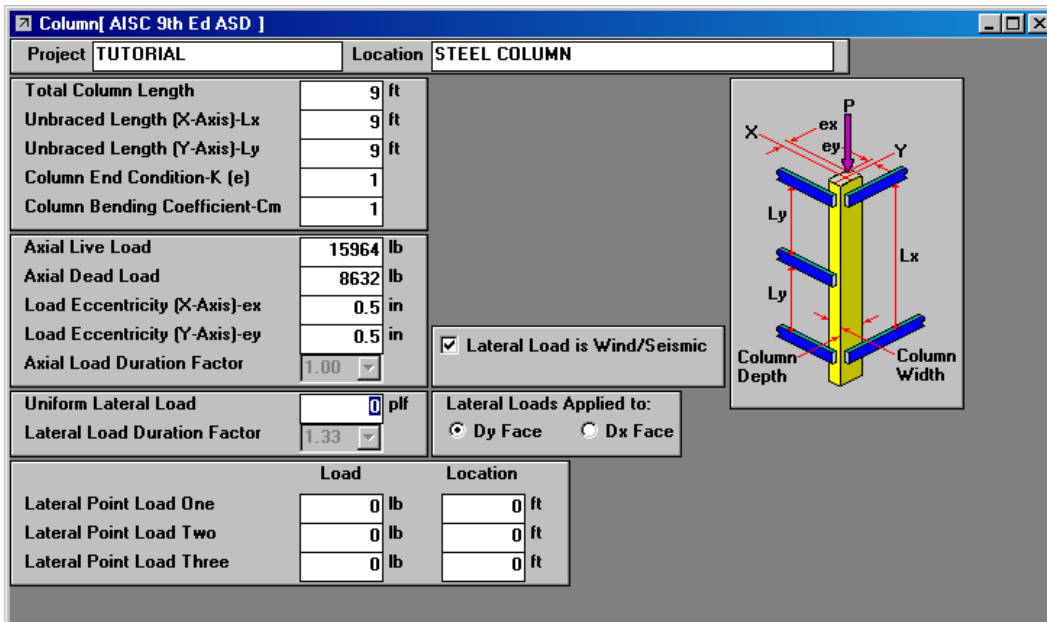 Column[ AISC 9th Ed ASD ]
Project TUTORIAL Location STEEL COLUMN
Total Column Length 9 ft
Unbraced Length (X-Axis)-Lx 9 ft
Unbraced Length (Y-Axis)-Ly 9 ft
Column End Condition-K (e) 1
Column Bending Coefficient-Cm 1
Axial Live Load 15964 lb
Axial Dead Load 8632 lb
Load Eccentricity (X-Axis)-ex 0.5 in
Load Eccentricity (Y-Axis)-ey 0.5 in
Axial Load Duration Factor 1.00
Lateral Load is Wind/Seismic
Uniform Lateral Load 0 plf
Lateral Load Duration Factor 1.33
Lateral Loads Applied to:
Dy Face Dx Face
Load Location
Lateral Point Load One 0 lb 0 ft
Lateral Point Load Two 0 lb 0 ft
Lateral Point Load Three 0 lb 0 ft
P
X ex
ey Y
Ly
Lx
Ly
Column Depth
Column Width